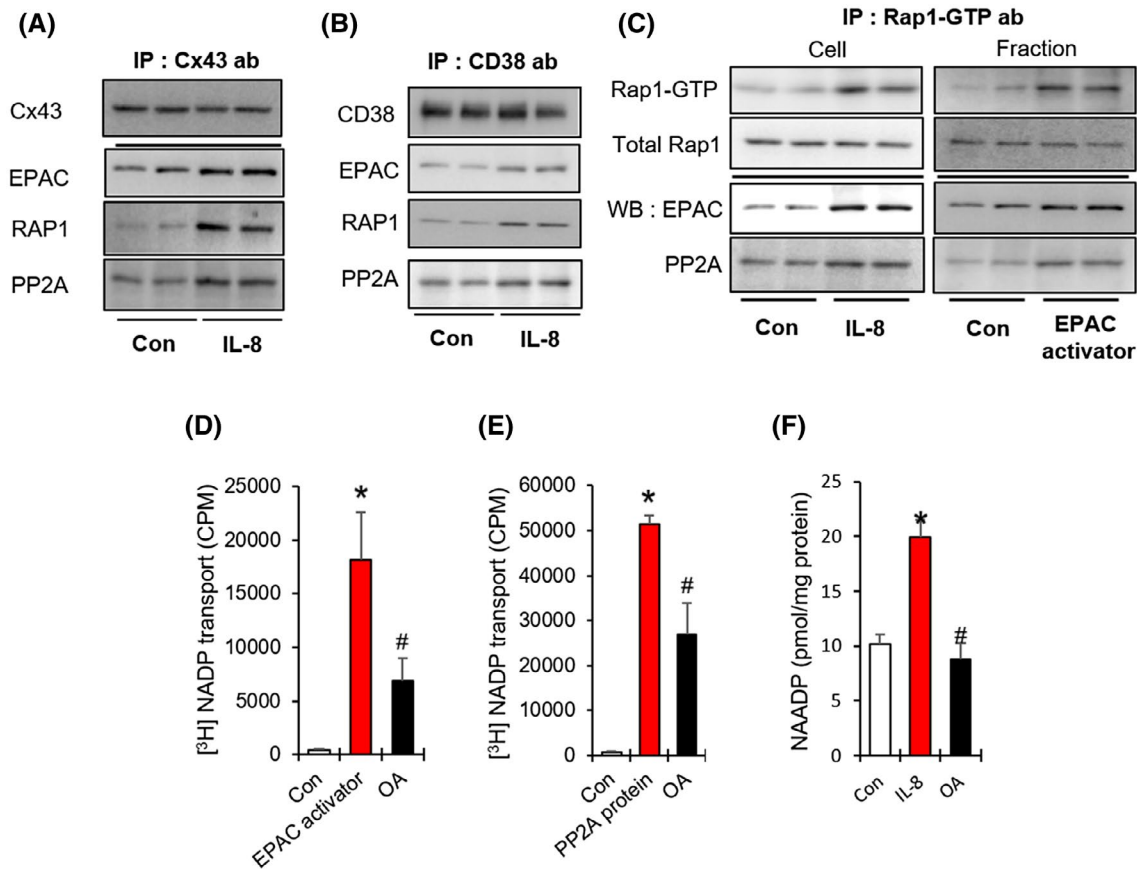 (A)
IP : Cx43 ab
Cx43
EPAC
RAP1
PP2A
Con IL-8
(B)
IP : CD38 ab
CD38
EPAC
RAP1
PP2A
Con IL-8
(C)
IP : Rap1-GTP ab
Cell Fraction
Rap1-GTP
Total Rap1
WB : EPAC
PP2A
Con IL-8 Con EPAC
activator
(D)
[³H] NADP transport (CPM)
25000
20000
15000
10000
5000
0
*
#
Con
EPAC activator
OA
(E)
[³H] NADP transport (CPM)
60000
50000
40000
30000
20000
10000
0
*
#
Con
PP2A protein
OA
(F)
NAADP (pmol/mg protein)
25
20
15
10
5
0
*
#
Con
IL-8
OA